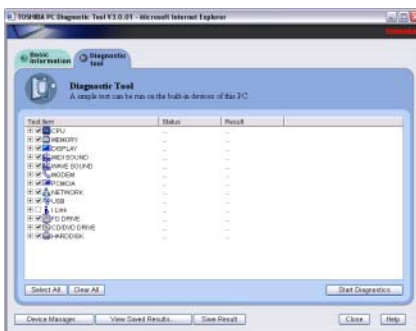 TOSHIBA PC Diagnostic Tool V3.0.01 - Microsoft Internet Explorer
Basic Information
Diagnostic tool
Diagnostic Tool
A simple test can be run on the built-in devices of this PC.
Test Item Status Result
CPU ... ...
MEMORY ... ...
DISPLAY ... ...
MIDI SOUND ... ...
WAVE SOUND ... ...
MODEM ... ...
PCMCIA ... ...
NETWORK ... ...
USB ... ...
i.Link ... ...
FD DRIVE ... ...
CD/DVD DRIVE ... ...
HARDDISK ... ...
Select All Clear All Start Diagnostics
Device Manager... View Saved Results... Save Result Close Help